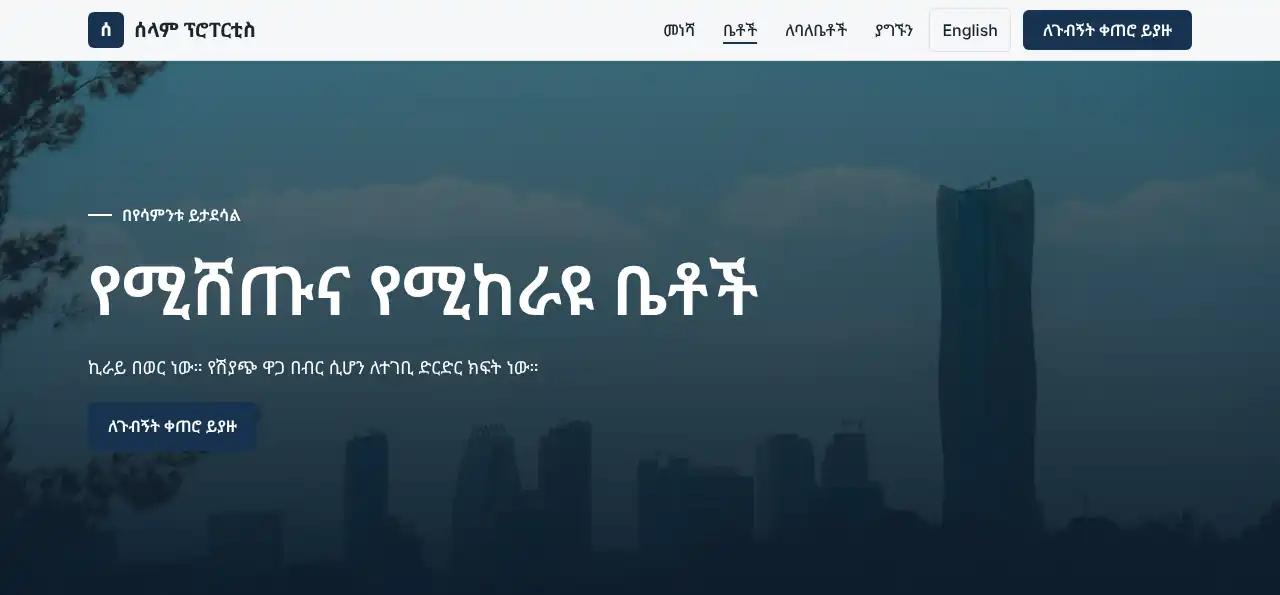 ሰ ሰላም ፕሮፐርቲስ
መነሻ ቤቶች ለባለቤቶች ያግኙን English ለጉብኝት ቀጠሮ ይያዙ
በየሳምንቱ ይታደሳል
የሚሸጡና የሚከራዩ ቤቶች
ኪራይ በወር ነው። የሽያጭ ዋጋ በብር ሲሆን ለተገቢ ድርድር ክፍት ነው።
ለጉብኝት ቀጠሮ ይያዙ